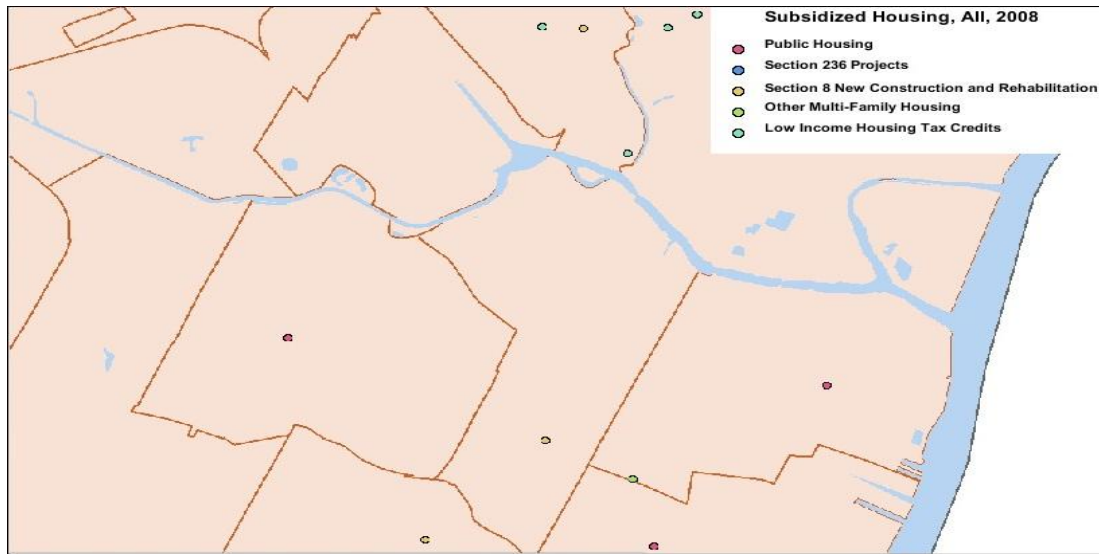 Subsidized Housing, All, 2008
Public Housing
Section 236 Projects
Section 8 New Construction and Rehabilitation
Other Multi-Family Housing
Low Income Housing Tax Credits